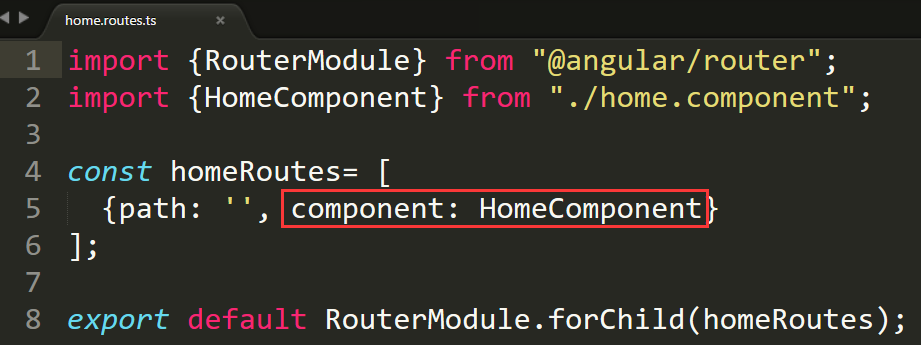 home.routes.ts ×
1 import {RouterModule} from "@angular/router";
2 import {HomeComponent} from "./home.component";
3
4 const homeRoutes= [
5   {path: '', component: HomeComponent}
6 ];
7
8 export default RouterModule.forChild(homeRoutes);